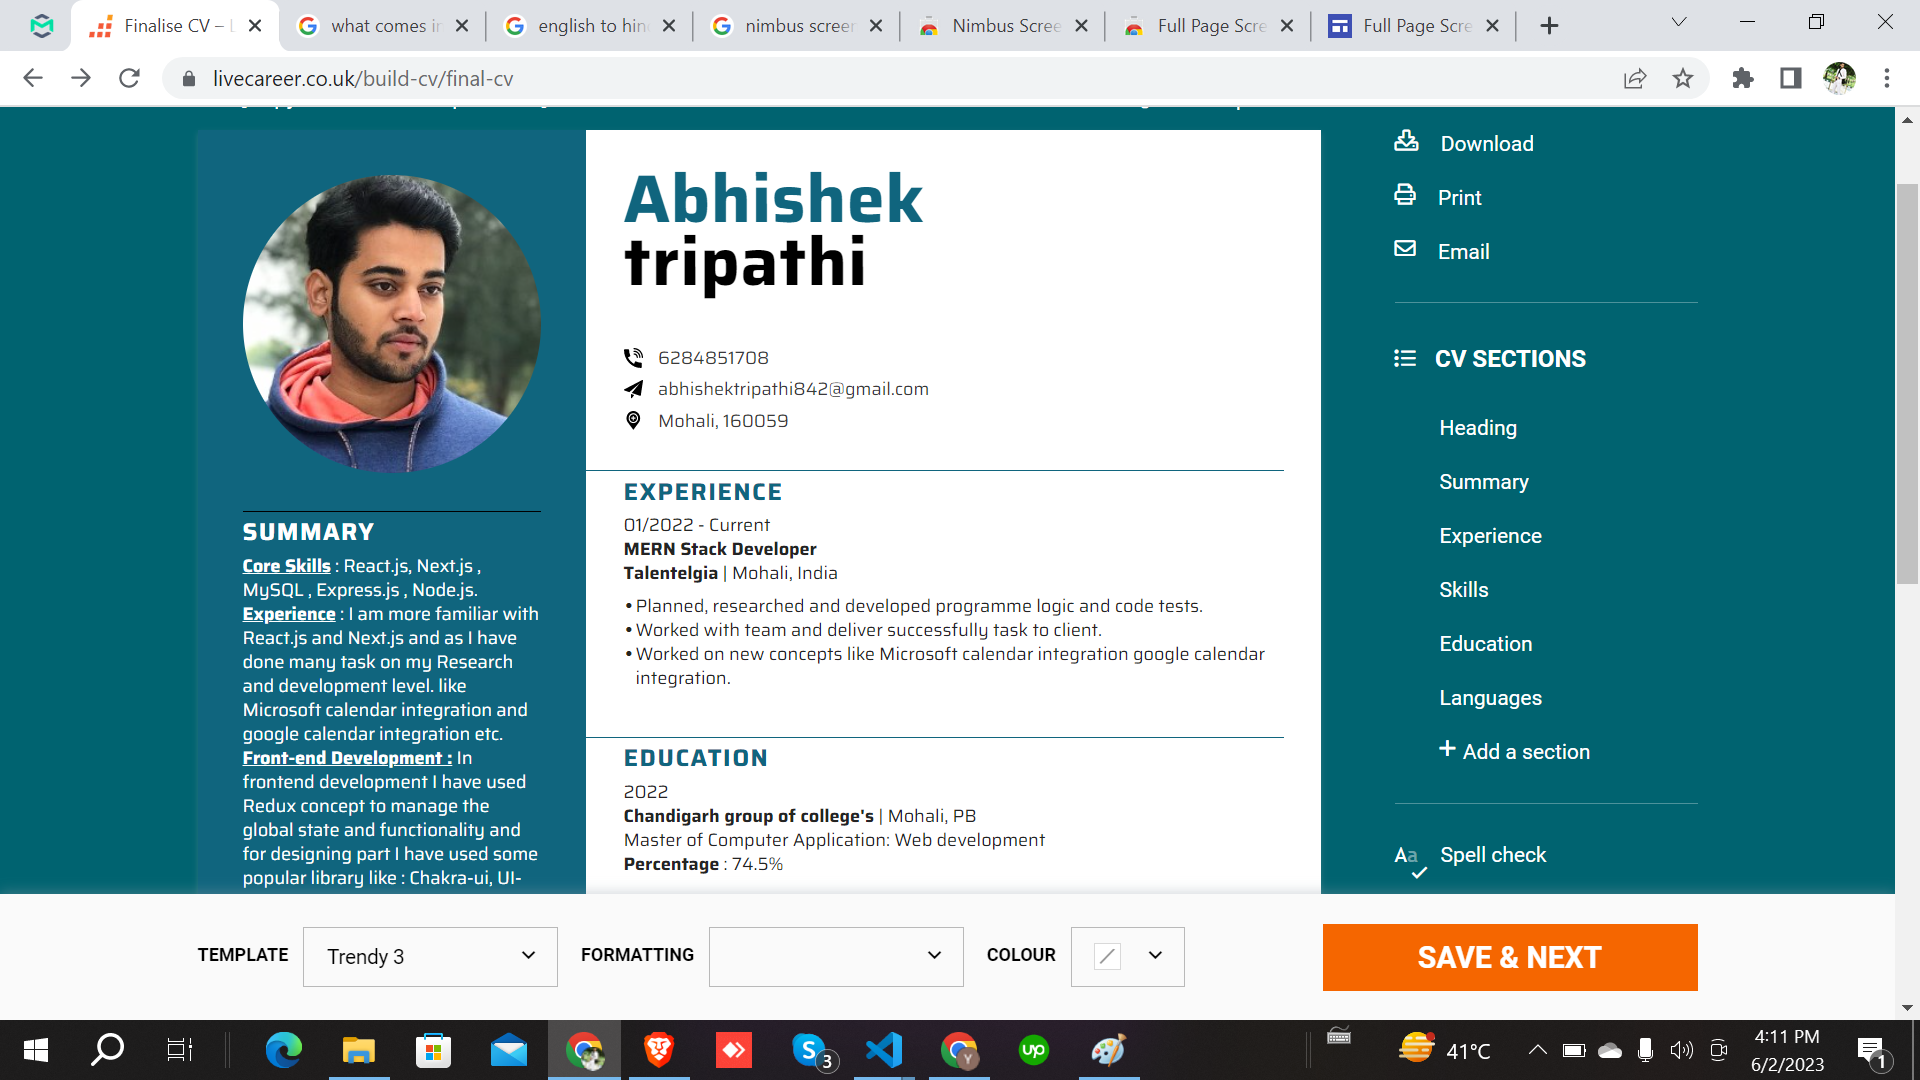 Finalise CV – L
what comes in
english to hin
nimbus screen
Nimbus Scree
Full Page Scre
Full Page Scre
livecareer.co.uk/build-cv/final-cv
Abhishek
tripathi
6284851708
abhishektripathi842@gmail.com
Mohali, 160059
SUMMARY
Core Skills : React.js, Next.js ,
MySQL , Express.js , Node.js.
Experience : I am more familiar with
React.js and Next.js and as I have
done many task on my Research
and development level. like
Microsoft calendar integration and
google calendar integration etc.
Front-end Development : In
frontend development I have used
Redux concept to manage the
global state and functionality and
for designing part I have used some
popular library like : Chakra-ui, UI-
EXPERIENCE
01/2022 - Current
MERN Stack Developer
Talentelgia | Mohali, India
• Planned, researched and developed programme logic and code tests.
• Worked with team and deliver successfully task to client.
• Worked on new concepts like Microsoft calendar integration google calendar
integration.
EDUCATION
2022
Chandigarh group of college's | Mohali, PB
Master of Computer Application: Web development
Percentage : 74.5%
Download
Print
Email
CV SECTIONS
Heading
Summary
Experience
Skills
Education
Languages
+ Add a section
Aa Spell check
TEMPLATE
Trendy 3
FORMATTING
COLOUR
SAVE & NEXT
S
3
Y
up
41°C
4:11 PM
6/2/2023
1